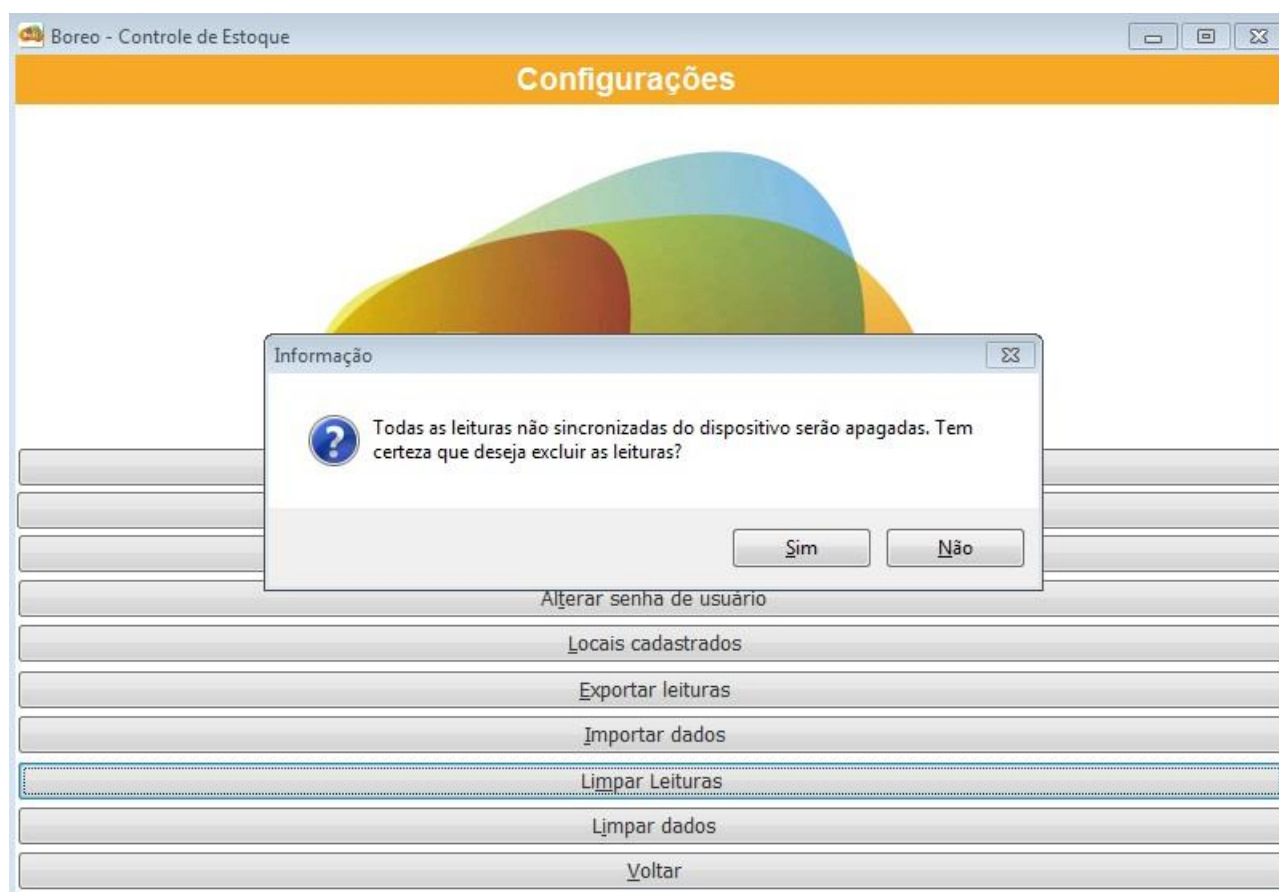 Boreo - Controle de Estoque
Configurações
Informação
Todas as leituras não sincronizadas do dispositivo serão apagadas. Tem
certeza que deseja excluir as leituras?
Sim
Não
Alterar senha de usuário
Locais cadastrados
Exportar leituras
Importar dados
Limpar Leituras
Limpar dados
Voltar